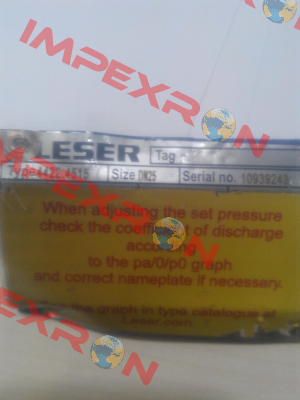 IMPEXRON
LESER Tag
Type Size DN25 Serial no. 10939243
When adjusting the set pressure
check the coefficient of discharge
according
to the pa/0/p0 graph
and correct nameplate if necessary.
the graph in type catalogue at
Leser.com
IMPEXRON